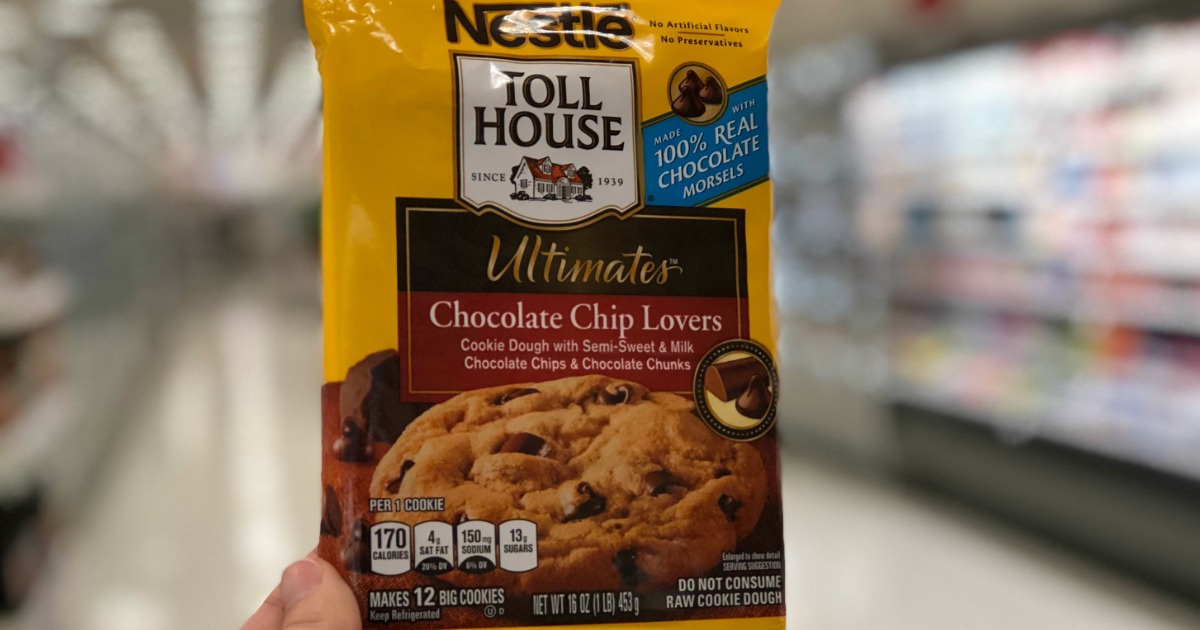 Nestlé
No Artificial Flavors
No Preservatives
TOLL
HOUSE
SINCE 1939
MADE WITH
100% REAL
CHOCOLATE
MORSELS
Ultimates™
Chocolate Chip Lovers
Cookie Dough with Semi-Sweet & Milk
Chocolate Chips & Chocolate Chunks
PER 1 COOKIE
170 CALORIES
4g SAT FAT 20% DV
150mg SODIUM 6% DV
13g SUGARS
Enlarged to show detail
SERVING SUGGESTION
MAKES 12 BIG COOKIES
Keep Refrigerated
U D
NET WT 16 OZ (1 LB) 453g
DO NOT CONSUME
RAW COOKIE DOUGH